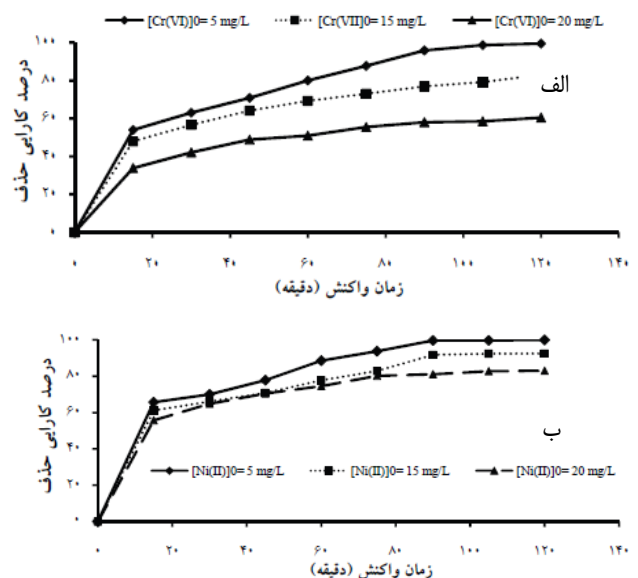 [Cr(VI)]0= 5 mg/L [Cr(VII]0= 15 mg/L [Cr(VI)]0= 20 mg/L
۱۰۰
۸۰
۶۰
۴۰
۲۰
۰
درصد کارایی حذف
الف
۰ ۲۰ ۴۰ ۶۰ ۸۰ ۱۰۰ ۱۲۰ ۱۴۰
زمان واکنش (دقیقه)
۱۰۰
۸۰
۶۰
۴۰
۲۰
۰
درصد کارایی حذف
ب
[Ni(II)]0= 5 mg/L [Ni(II)]0= 15 mg/L [Ni(II)]0= 20 mg/L
۰ ۲۰ ۴۰ ۶۰ ۸۰ ۱۰۰ ۱۲۰ ۱۴۰
زمان واکنش (دقیقه)